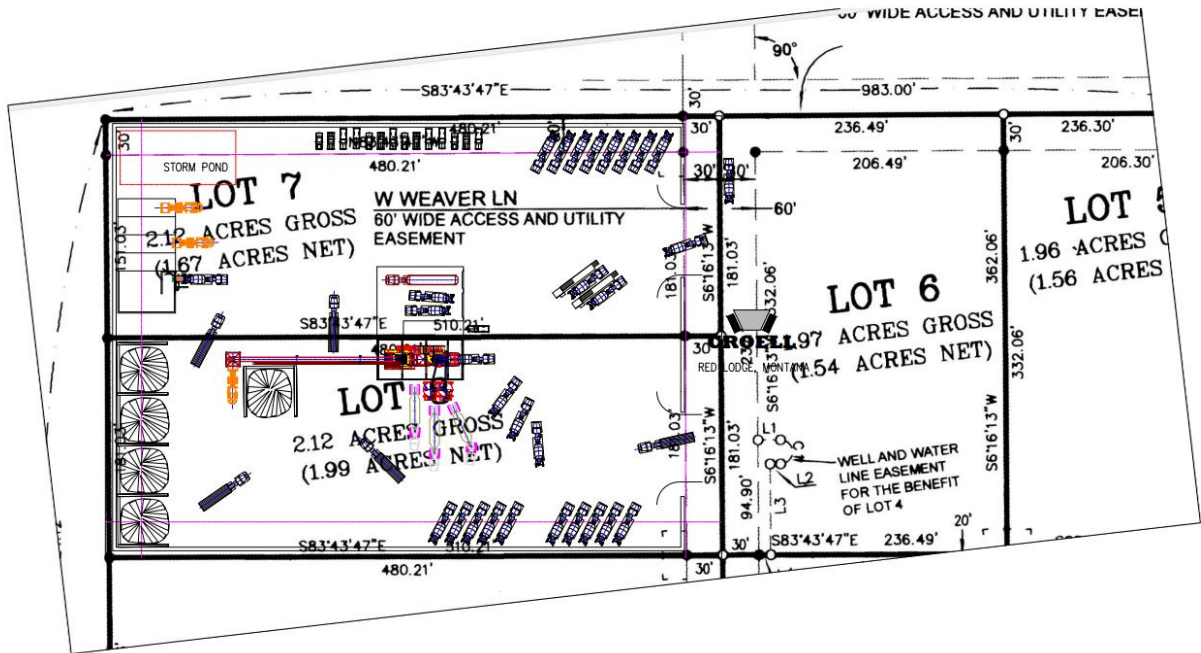 60' WIDE ACCESS AND UTILITY EASE
90°
S83°43'47"E
983.00'
30'
30'
480.21'
30'
236.49'
30'
236.30'
STORM POND
480.21'
206.49'
206.30'
LOT 7
2.12 ACRES GROSS
(1.67 ACRES NET)
151.03'
W WEAVER LN
60' WIDE ACCESS AND UTILITY
EASEMENT
30'
60'
181.03'
S6°16'13"W
181.03'
332.06'
LOT 6
1.97 ACRES GROSS
(1.54 ACRES NET)
362.06'
LOT 5
1.96 ACRES
(1.56 ACRES
S83°43'47"E
510.21'
CROELL
RED LODGE, MONTANA
30'
LOT 8
2.12 ACRES GROSS
(1.99 ACRES NET)
181.03'
S6°16'13"W
181.03'
S6°16'13"W
332.06'
S6°16'13"W
L1
L2
L3
94.90'
WELL AND WATER
LINE EASEMENT
FOR THE BENEFIT
OF LOT 4
20'
S83°43'47"E
510.21'
30'
S83°43'47"E
236.49'
480.21'
30'